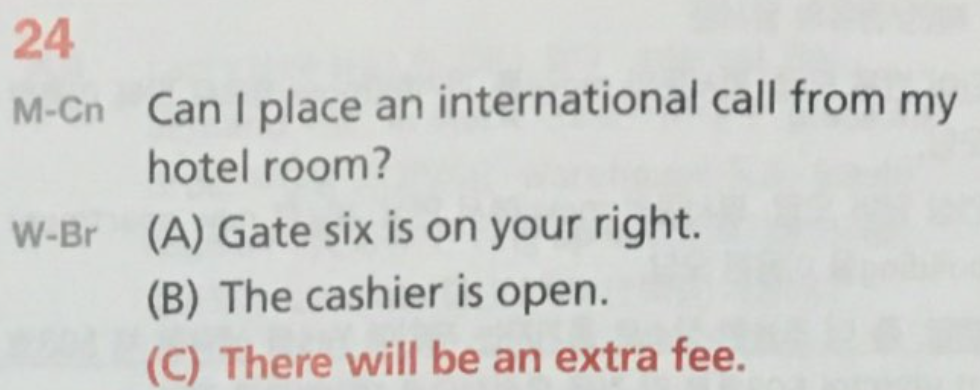 24
M-Cn Can I place an international call from my
hotel room?
W-Br (A) Gate six is on your right.
(B) The cashier is open.
(C) There will be an extra fee.